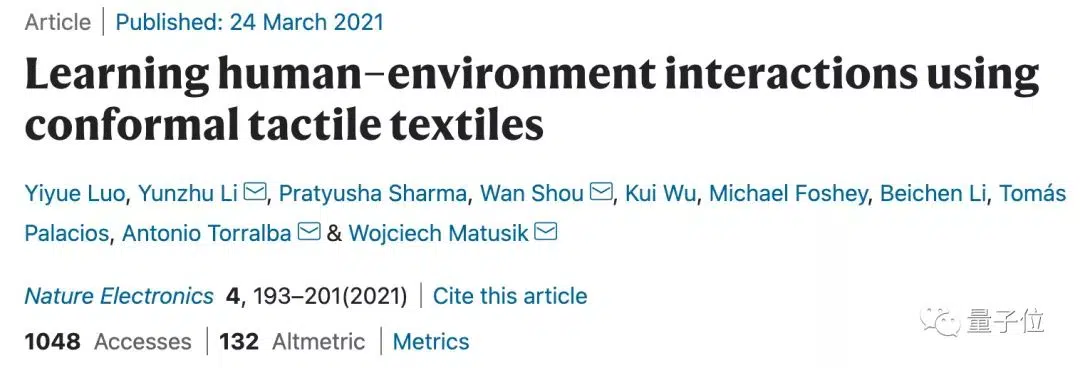 Article | Published: 24 March 2021
Learning human–environment interactions using
conformal tactile textiles
Yiyue Luo, Yunzhu Li, Pratyusha Sharma, Wan Shou, Kui Wu, Michael Foshey, Beichen Li, Tomás
Palacios, Antonio Torralba & Wojciech Matusik
Nature Electronics 4, 193–201(2021) | Cite this article
1048 Accesses | 132 Altmetric | Metrics
量子位